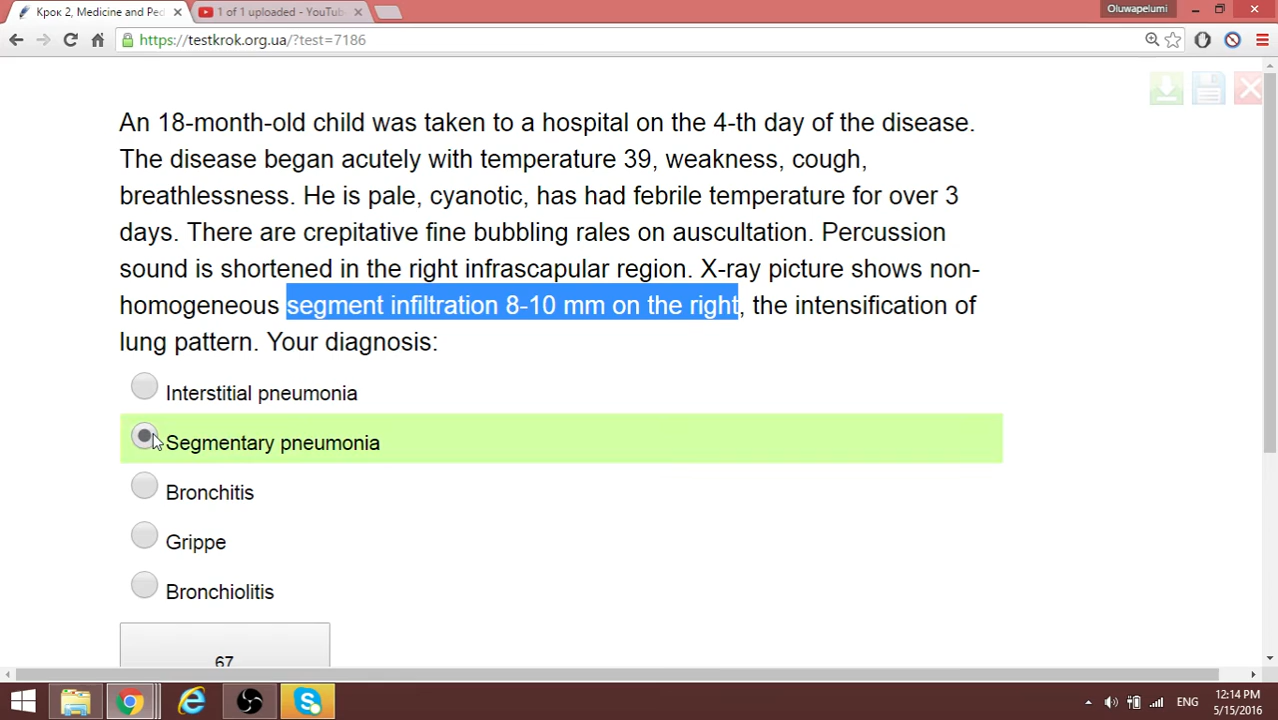 Крок 2, Medicine and Ped
1 of 1 uploaded - YouTube
Oluwapelumi
https://testkrok.org.ua/?test=7186
An 18-month-old child was taken to a hospital on the 4-th day of the disease.
The disease began acutely with temperature 39, weakness, cough,
breathlessness. He is pale, cyanotic, has had febrile temperature for over 3
days. There are crepitative fine bubbling rales on auscultation. Percussion
sound is shortened in the right infrascapular region. X-ray picture shows non-
homogeneous segment infiltration 8-10 mm on the right, the intensification of
lung pattern. Your diagnosis:
Interstitial pneumonia
Segmentary pneumonia
Bronchitis
Grippe
Bronchiolitis
67
ENG
12:14 PM
5/15/2016